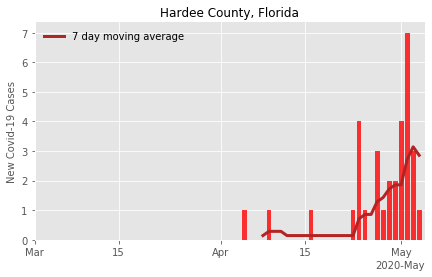 Hardee County, Florida
7 day moving average
New Covid-19 Cases
7
6
5
4
3
2
1
0
Mar
15
Apr
15
May
2020-May